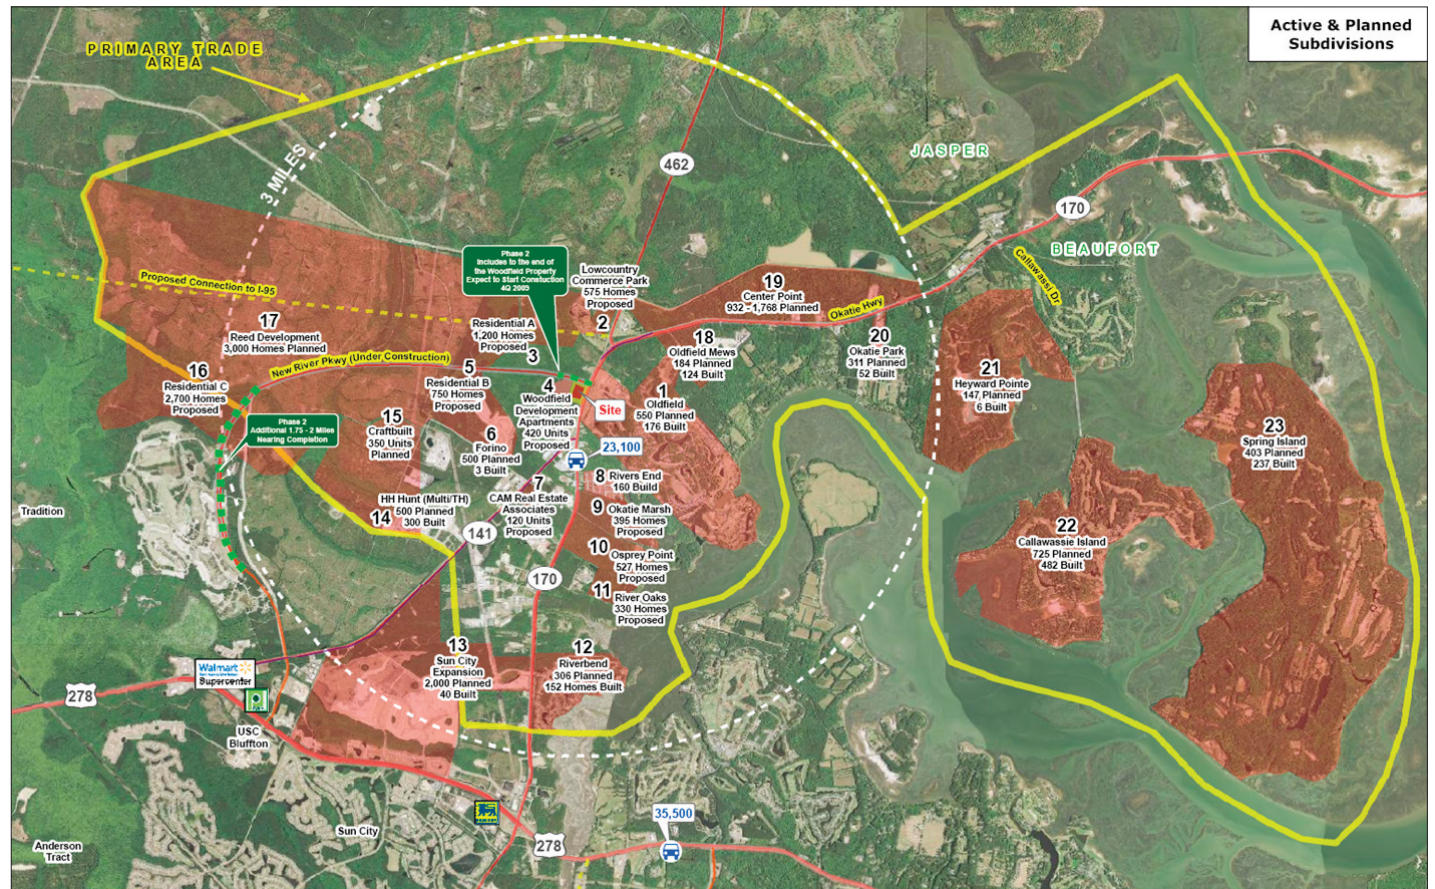 Active & Planned
Subdivisions
PRIMARY TRADE
AREA
3 MILES
462
JASPER
170
BEAUFORT
Callawassi Dr
Phase 2
Includes to the end of
the Woodfield Property
Expect to Start Constuction
4Q 2005
Lowcountry
Commerce Park
575 Homes
Proposed
2
19
Center Point
932 - 1,768 Planned
Okatie Hwy
Proposed Connection to I-95
17
Reed Development
3,000 Homes Planned
Residential A
1,200 Homes
Proposed
3
18
Oldfield Mews
184 Planned
124 Built
20
Okatie Park
311 Planned
52 Built
New River Pkwy (Under Construction)
16
Residential C
2,700 Homes
Proposed
5
Residential B
750 Homes
Proposed
4
Woodfield
Development
Apartments
420 Units
Proposed
Site
1
Oldfield
550 Planned
176 Built
21
Heyward Pointe
147 Planned
6 Built
Phase 2
Additional 1.75 - 2 Miles
Nearing Completion
15
Craftbuilt
350 Units
Planned
6
Forino
500 Planned
3 Built
23,100
23
Spring Island
403 Planned
237 Built
8
Rivers End
160 Build
7
CAM Real Estate
Associates
120 Units
Proposed
9
Okatie Marsh
395 Homes
Proposed
Tradition
HH Hunt (Multi/TH)
500 Planned
300 Built
14
141
22
Callawassie Island
725 Planned
482 Built
10
Osprey Point
527 Homes
Proposed
170
11
River Oaks
330 Homes
Proposed
13
Sun City
Expansion
2,000 Planned
40 Built
12
Riverbend
306 Planned
152 Homes Built
Walmart
Supercenter
278
USC
Bluffton
35,500
Sun City
278
Anderson
Tract